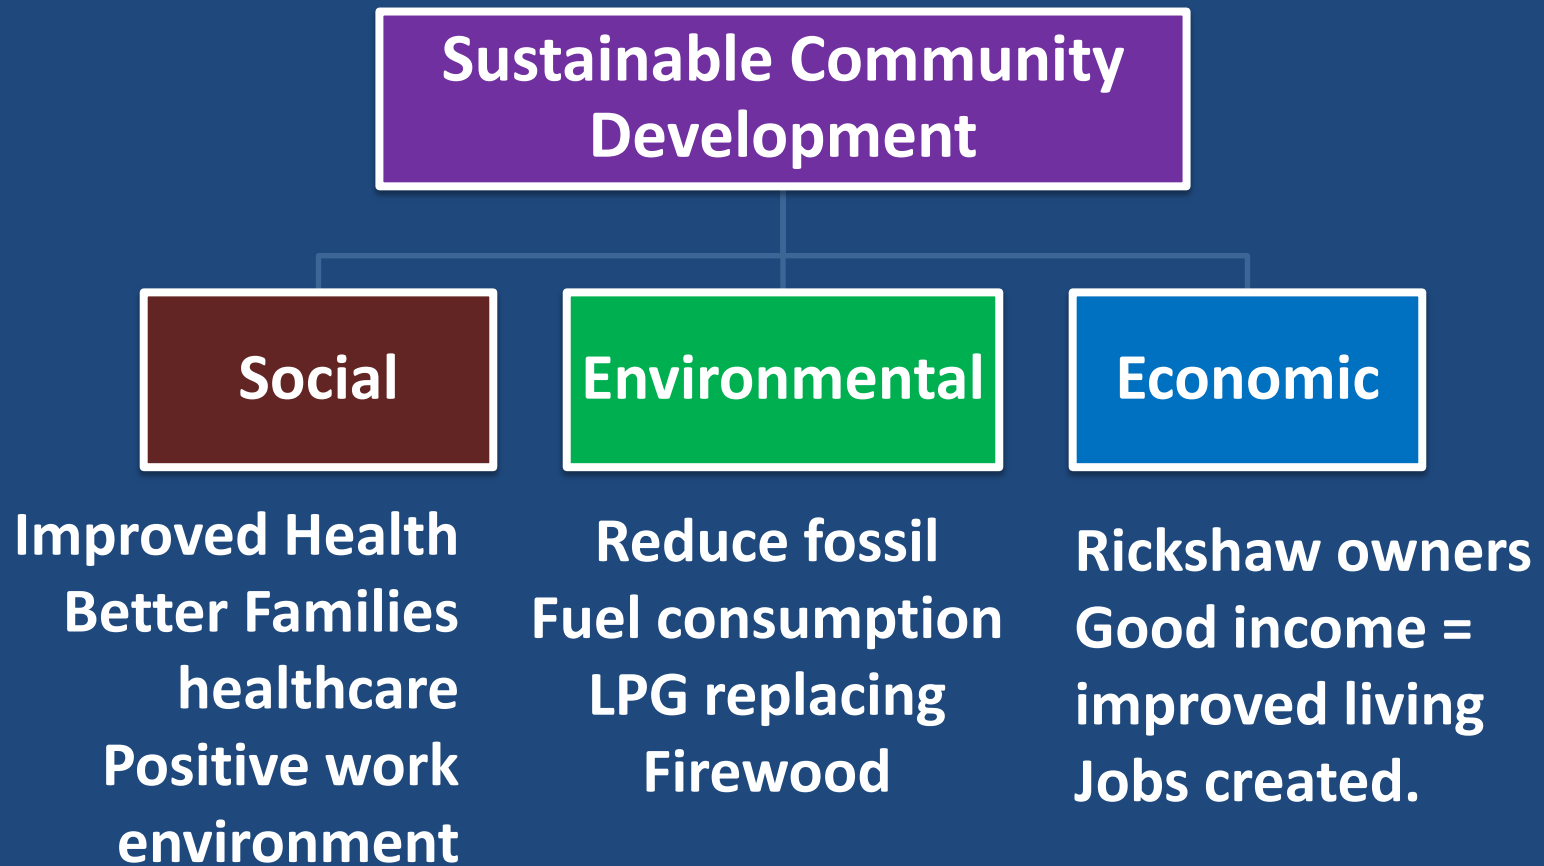 Sustainable Community
Development
Social
Environmental
Economic
Improved Health
Better Families
healthcare
Positive work
environment
Reduce fossil
Fuel consumption
LPG replacing
Firewood
Rickshaw owners
Good income =
improved living
Jobs created.